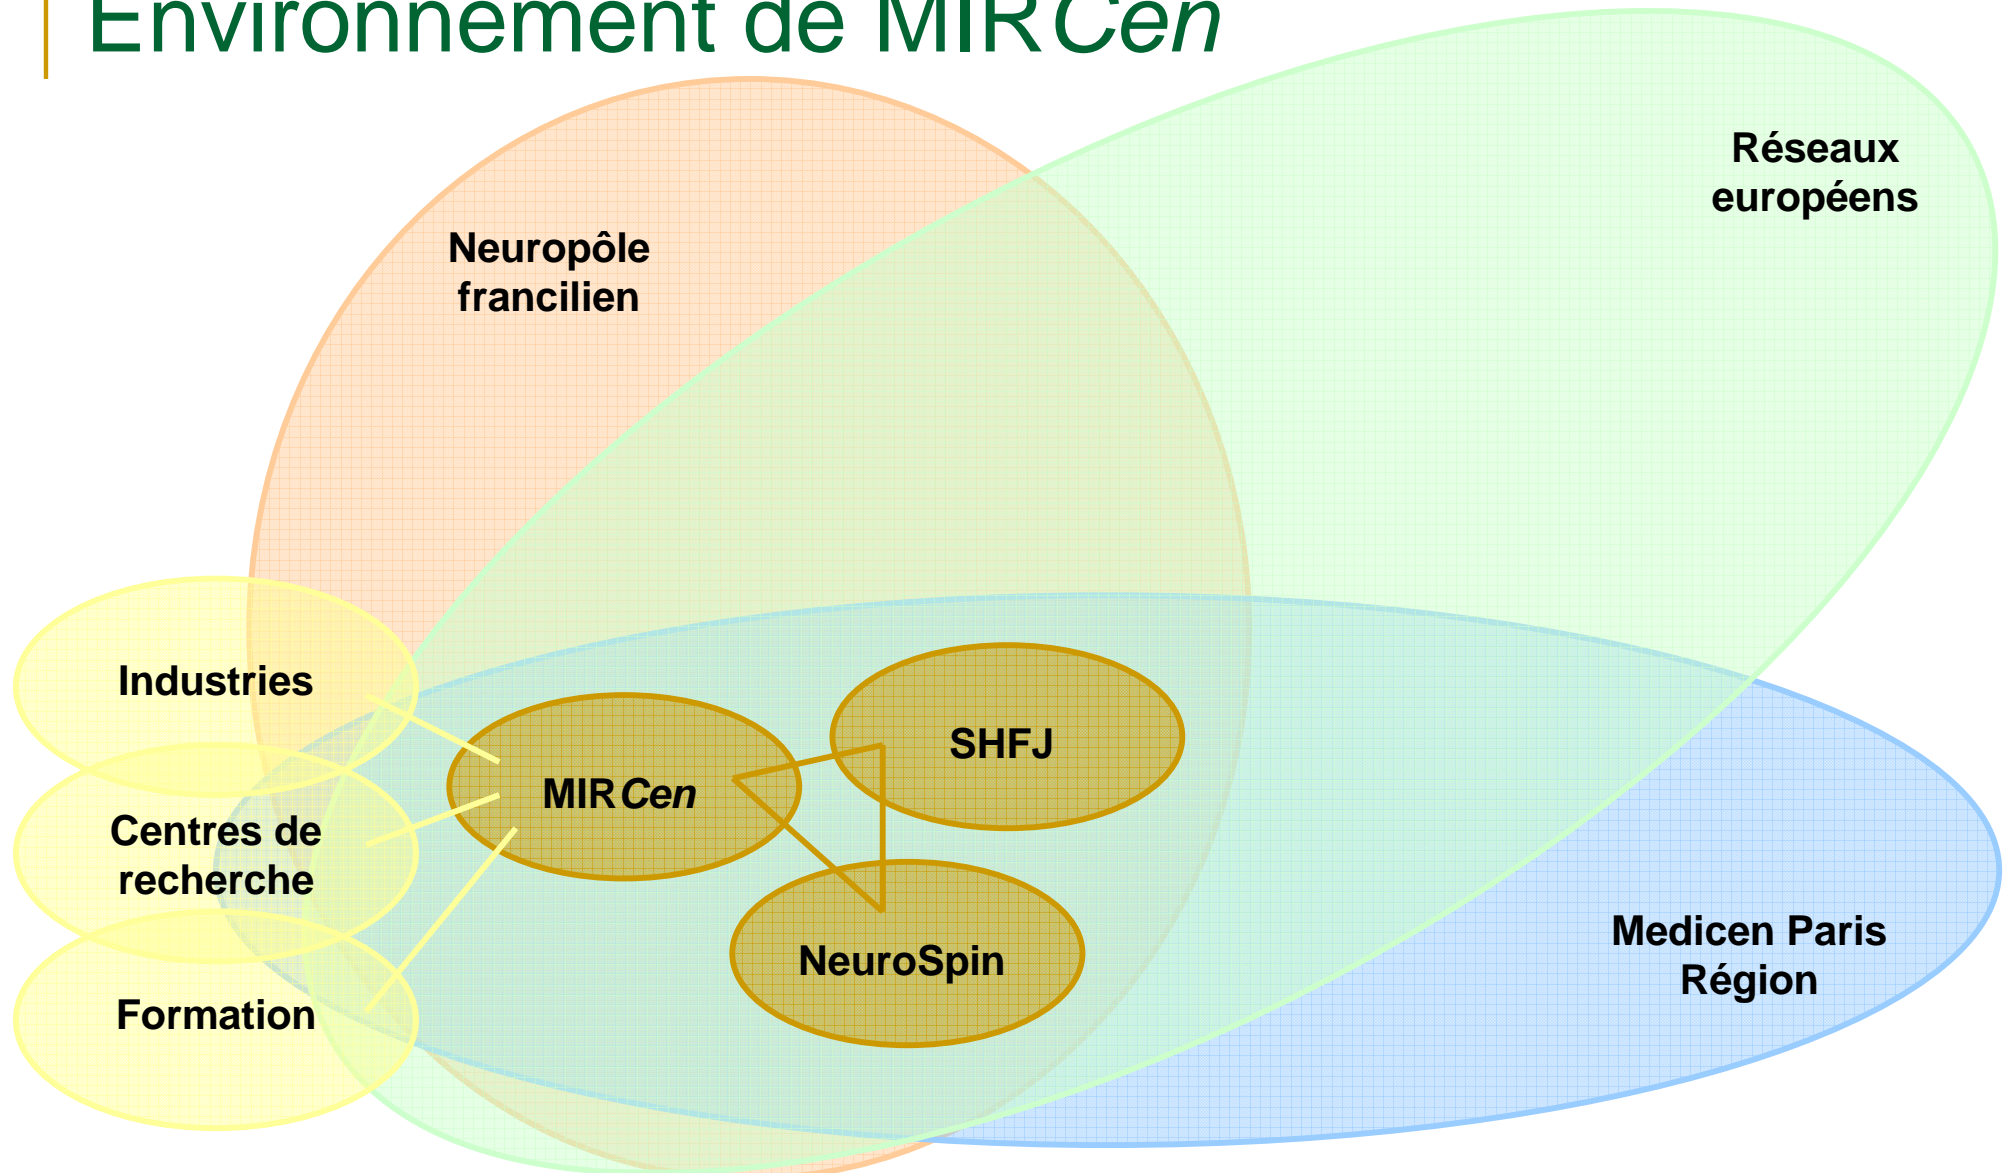 Environnement de MIRCen
Réseaux
européens
Neuropôle
francilien
Industries
SHFJ
MIRCen
Centres de
recherche
Medicen Paris
Région
NeuroSpin
Formation